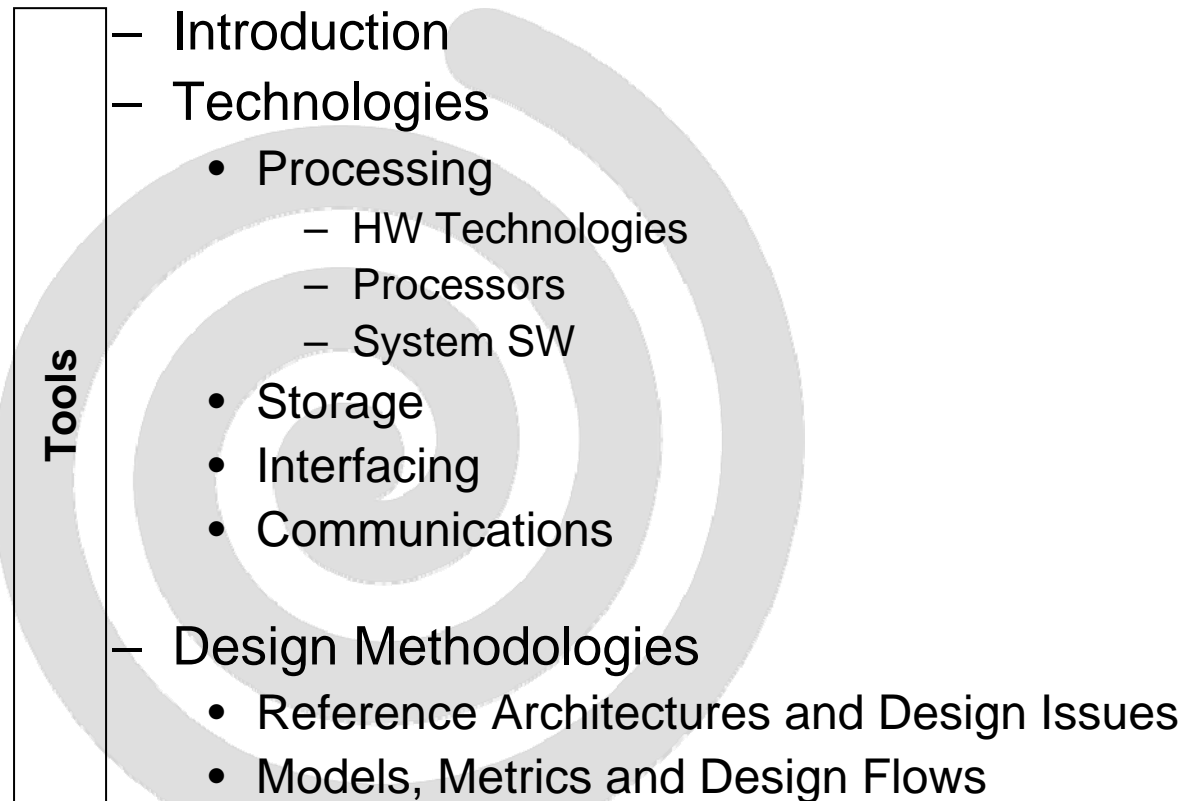 – Introduction
– Technologies
• Processing
– HW Technologies
– Processors
– System SW
Tools
• Storage
• Interfacing
• Communications
– Design Methodologies
• Reference Architectures and Design Issues
• Models, Metrics and Design Flows